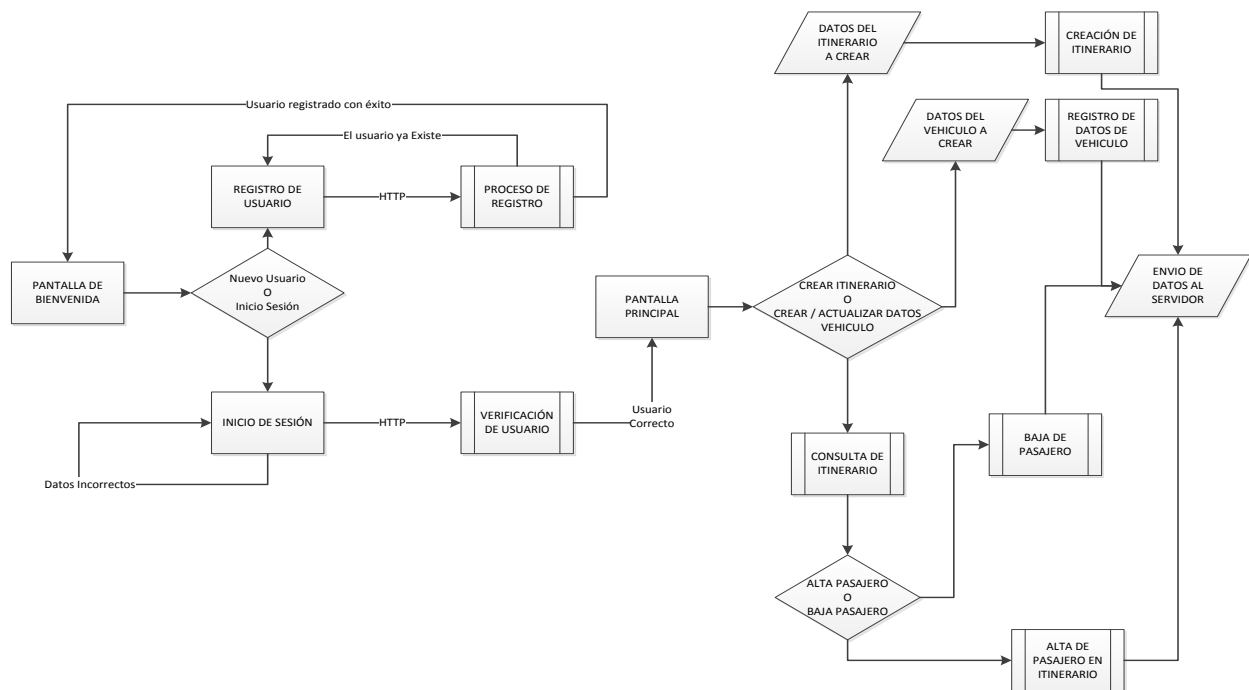 DATOS DEL
ITINERARIO
A CREAR
CREACIÓN DE
ITINERARIO
Usuario registrado con éxito
El usuario ya Existe
DATOS DEL
VEHICULO A
CREAR
REGISTRO DE
DATOS DE
VEHICULO
REGISTRO DE
USUARIO
HTTP
PROCESO DE
REGISTRO
PANTALLA DE
BIENVENIDA
Nuevo Usuario
O
Inicio Sesión
PANTALLA
PRINCIPAL
CREAR ITINERARIO
O
CREAR / ACTUALIZAR DATOS
VEHICULO
ENVIO DE
DATOS AL
SERVIDOR
INICIO DE SESIÓN
HTTP
VERIFICACIÓN
DE USUARIO
Usuario
Correcto
Datos Incorrectos
CONSULTA DE
ITINERARIO
BAJA DE
PASAJERO
ALTA PASAJERO
O
BAJA PASAJERO
ALTA DE
PASAJERO EN
ITINERARIO